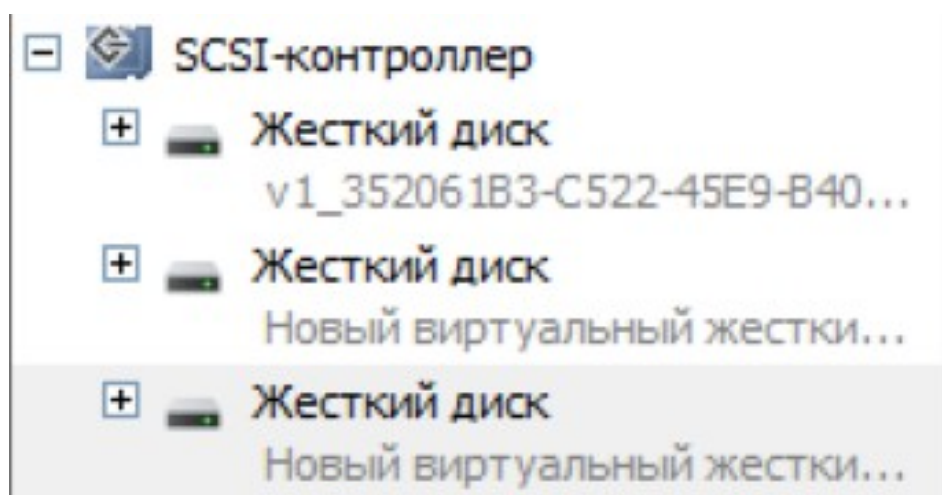 SCSI-контроллер
Жесткий диск
v1_352061B3-C522-45E9-B40...
Жесткий диск
Новый виртуальный жестки...
Жесткий диск
Новый виртуальный жестки...